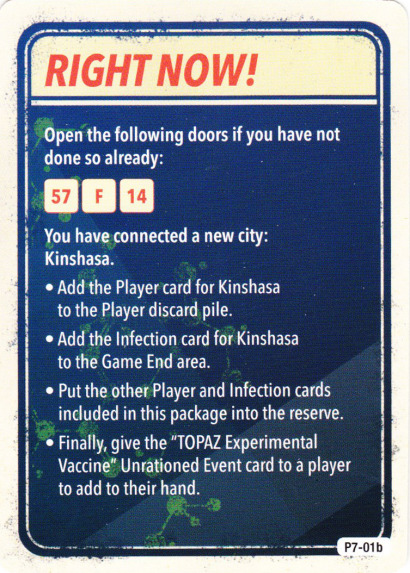 RIGHT NOW!
Open the following doors if you have not
done so already:
57 F 14
You have connected a new city:
Kinshasa.
• Add the Player card for Kinshasa
to the Player discard pile.
• Add the Infection card for Kinshasa
to the Game End area.
• Put the other Player and Infection cards
included in this package into the reserve.
• Finally, give the “TOPAZ Experimental
Vaccine” Unrationed Event card to a player
to add to their hand.
P7-01b